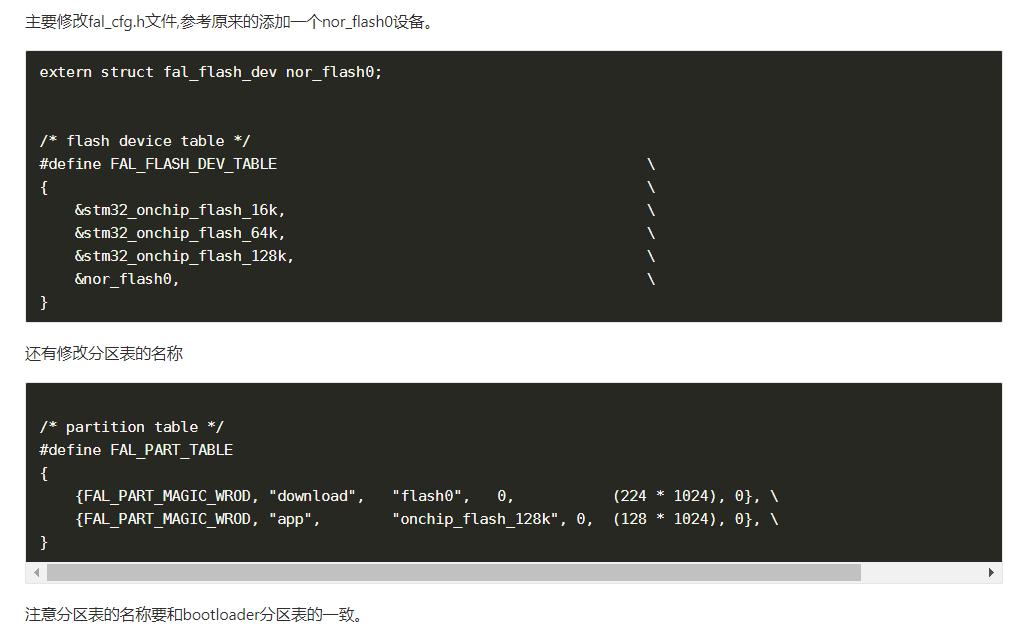 主要修改fal_cfg.h文件,参考原来的添加一个nor_flash0设备。
extern struct fal_flash_dev nor_flash0;
/* flash device table */
#define FAL_FLASH_DEV_TABLE                                          \
{                                                                    \
    &stm32_onchip_flash_16k,                                         \
    &stm32_onchip_flash_64k,                                         \
    &stm32_onchip_flash_128k,                                        \
    &nor_flash0,                                                     \
}
还有修改分区表的名称
/* partition table */
#define FAL_PART_TABLE
{
    {FAL_PART_MAGIC_WROD, "download",   "flash0",   0,           (224 * 1024), 0}, \
    {FAL_PART_MAGIC_WROD, "app",        "onchip_flash_128k", 0,  (128 * 1024), 0}, \
}
注意分区表的名称要和bootloader分区表的一致。